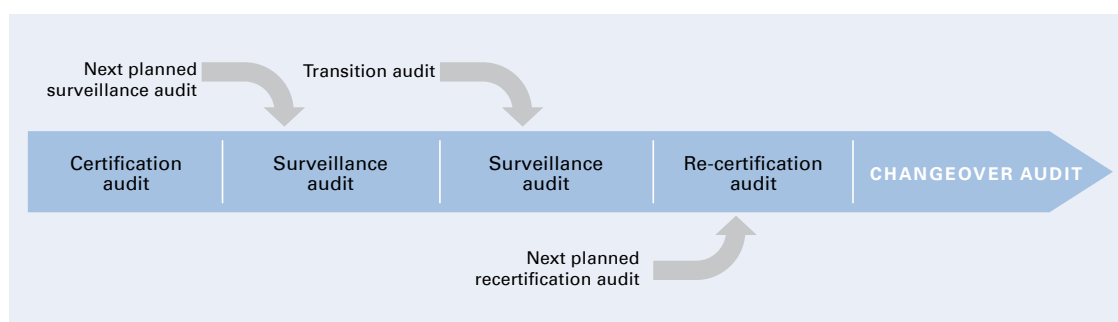 Next planned
surveillance audit
Transition audit
Certification
audit
Surveillance
audit
Surveillance
audit
Re-certification
audit
CHANGEOVER AUDIT
Next planned
recertification audit